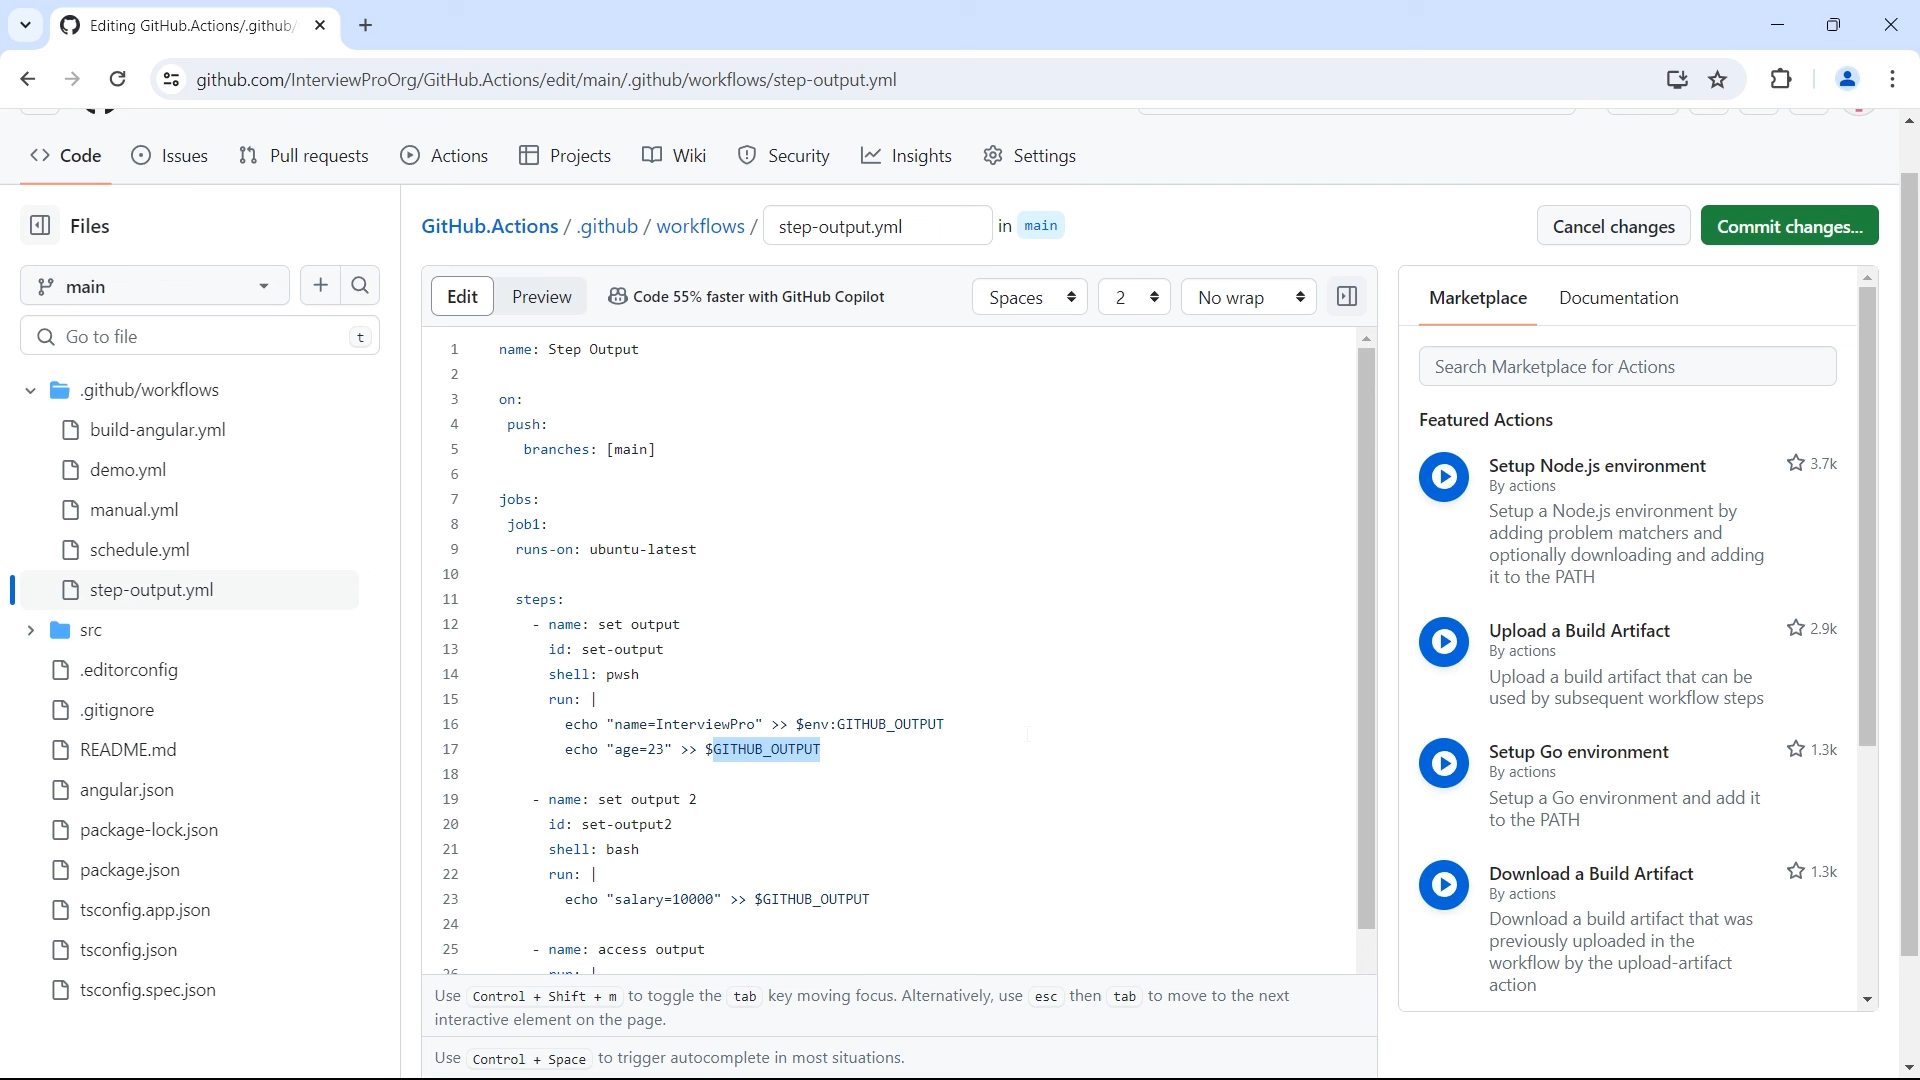 Editing GitHub.Actions/.github/
github.com/InterviewProOrg/GitHub.Actions/edit/main/.github/workflows/step-output.yml
Code
Issues
Pull requests
Actions
Projects
Wiki
Security
Insights
Settings
Files
GitHub.Actions / .github / workflows / step-output.yml in main
Cancel changes
Commit changes...
main
Go to file
t
.github/workflows
build-angular.yml
demo.yml
manual.yml
schedule.yml
step-output.yml
src
.editorconfig
.gitignore
README.md
angular.json
package-lock.json
package.json
tsconfig.app.json
tsconfig.json
tsconfig.spec.json
Edit
Preview
Code 55% faster with GitHub Copilot
Spaces
2
No wrap
1 name: Step Output
2
3 on:
4 push:
5 branches: [main]
6
7 jobs:
8 job1:
9 runs-on: ubuntu-latest
10
11 steps:
12 - name: set output
13 id: set-output
14 shell: pwsh
15 run: |
16 echo "name=InterviewPro" >> $env:GITHUB_OUTPUT
17 echo "age=23" >> $GITHUB_OUTPUT
18
19 - name: set output 2
20 id: set-output2
21 shell: bash
22 run: |
23 echo "salary=10000" >> $GITHUB_OUTPUT
24
25 - name: access output
26 run: |
Use Control + Shift + m to toggle the tab key moving focus. Alternatively, use esc then tab to move to the next
interactive element on the page.
Use Control + Space to trigger autocomplete in most situations.
Marketplace
Documentation
Search Marketplace for Actions
Featured Actions
Setup Node.js environment
3.7k
By actions
Setup a Node.js environment by
adding problem matchers and
optionally downloading and adding
it to the PATH
Upload a Build Artifact
2.9k
By actions
Upload a build artifact that can be
used by subsequent workflow steps
Setup Go environment
1.3k
By actions
Setup a Go environment and add it
to the PATH
Download a Build Artifact
1.3k
By actions
Download a build artifact that was
previously uploaded in the
workflow by the upload-artifact
action